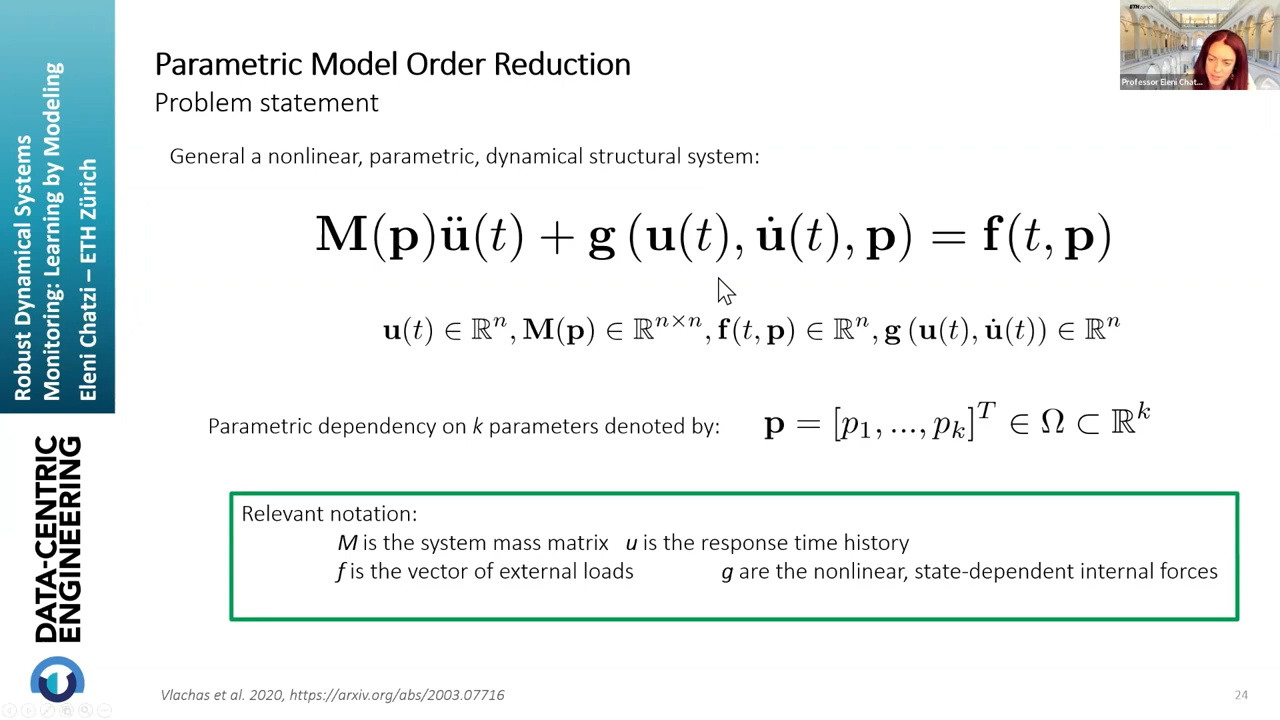 Robust Dynamical Systems
Monitoring: Learning by Modeling
Eleni Chatzi – ETH Zürich
DATA-CENTRIC
ENGINEERING
Parametric Model Order Reduction
Problem statement
General a nonlinear, parametric, dynamical structural system:
M(p)ü(t) + g (u(t), u̇(t), p) = f(t, p)
u(t) ∈ ℝⁿ, M(p) ∈ ℝⁿˣⁿ, f(t, p) ∈ ℝⁿ, g (u(t), u̇(t)) ∈ ℝⁿ
Parametric dependency on k parameters denoted by: p = [p₁, ..., pₖ]ᵀ ∈ Ω ⊂ ℝᵏ
Relevant notation:
M is the system mass matrix u is the response time history
f is the vector of external loads g are the nonlinear, state-dependent internal forces
Vlachas et al. 2020, https://arxiv.org/abs/2003.07716
24
ETH zürich
Professor Eleni Chat...